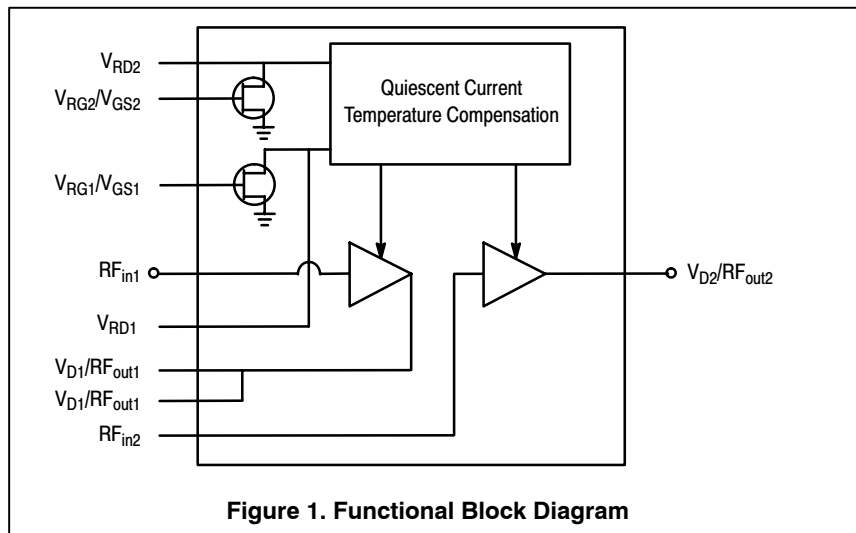 V_RD2
V_RG2/V_GS2
Quiescent Current
Temperature Compensation
V_RG1/V_GS1
RF_in1
V_D2/RF_out2
V_RD1
V_D1/RF_out1
V_D1/RF_out1
RF_in2
Figure 1. Functional Block Diagram